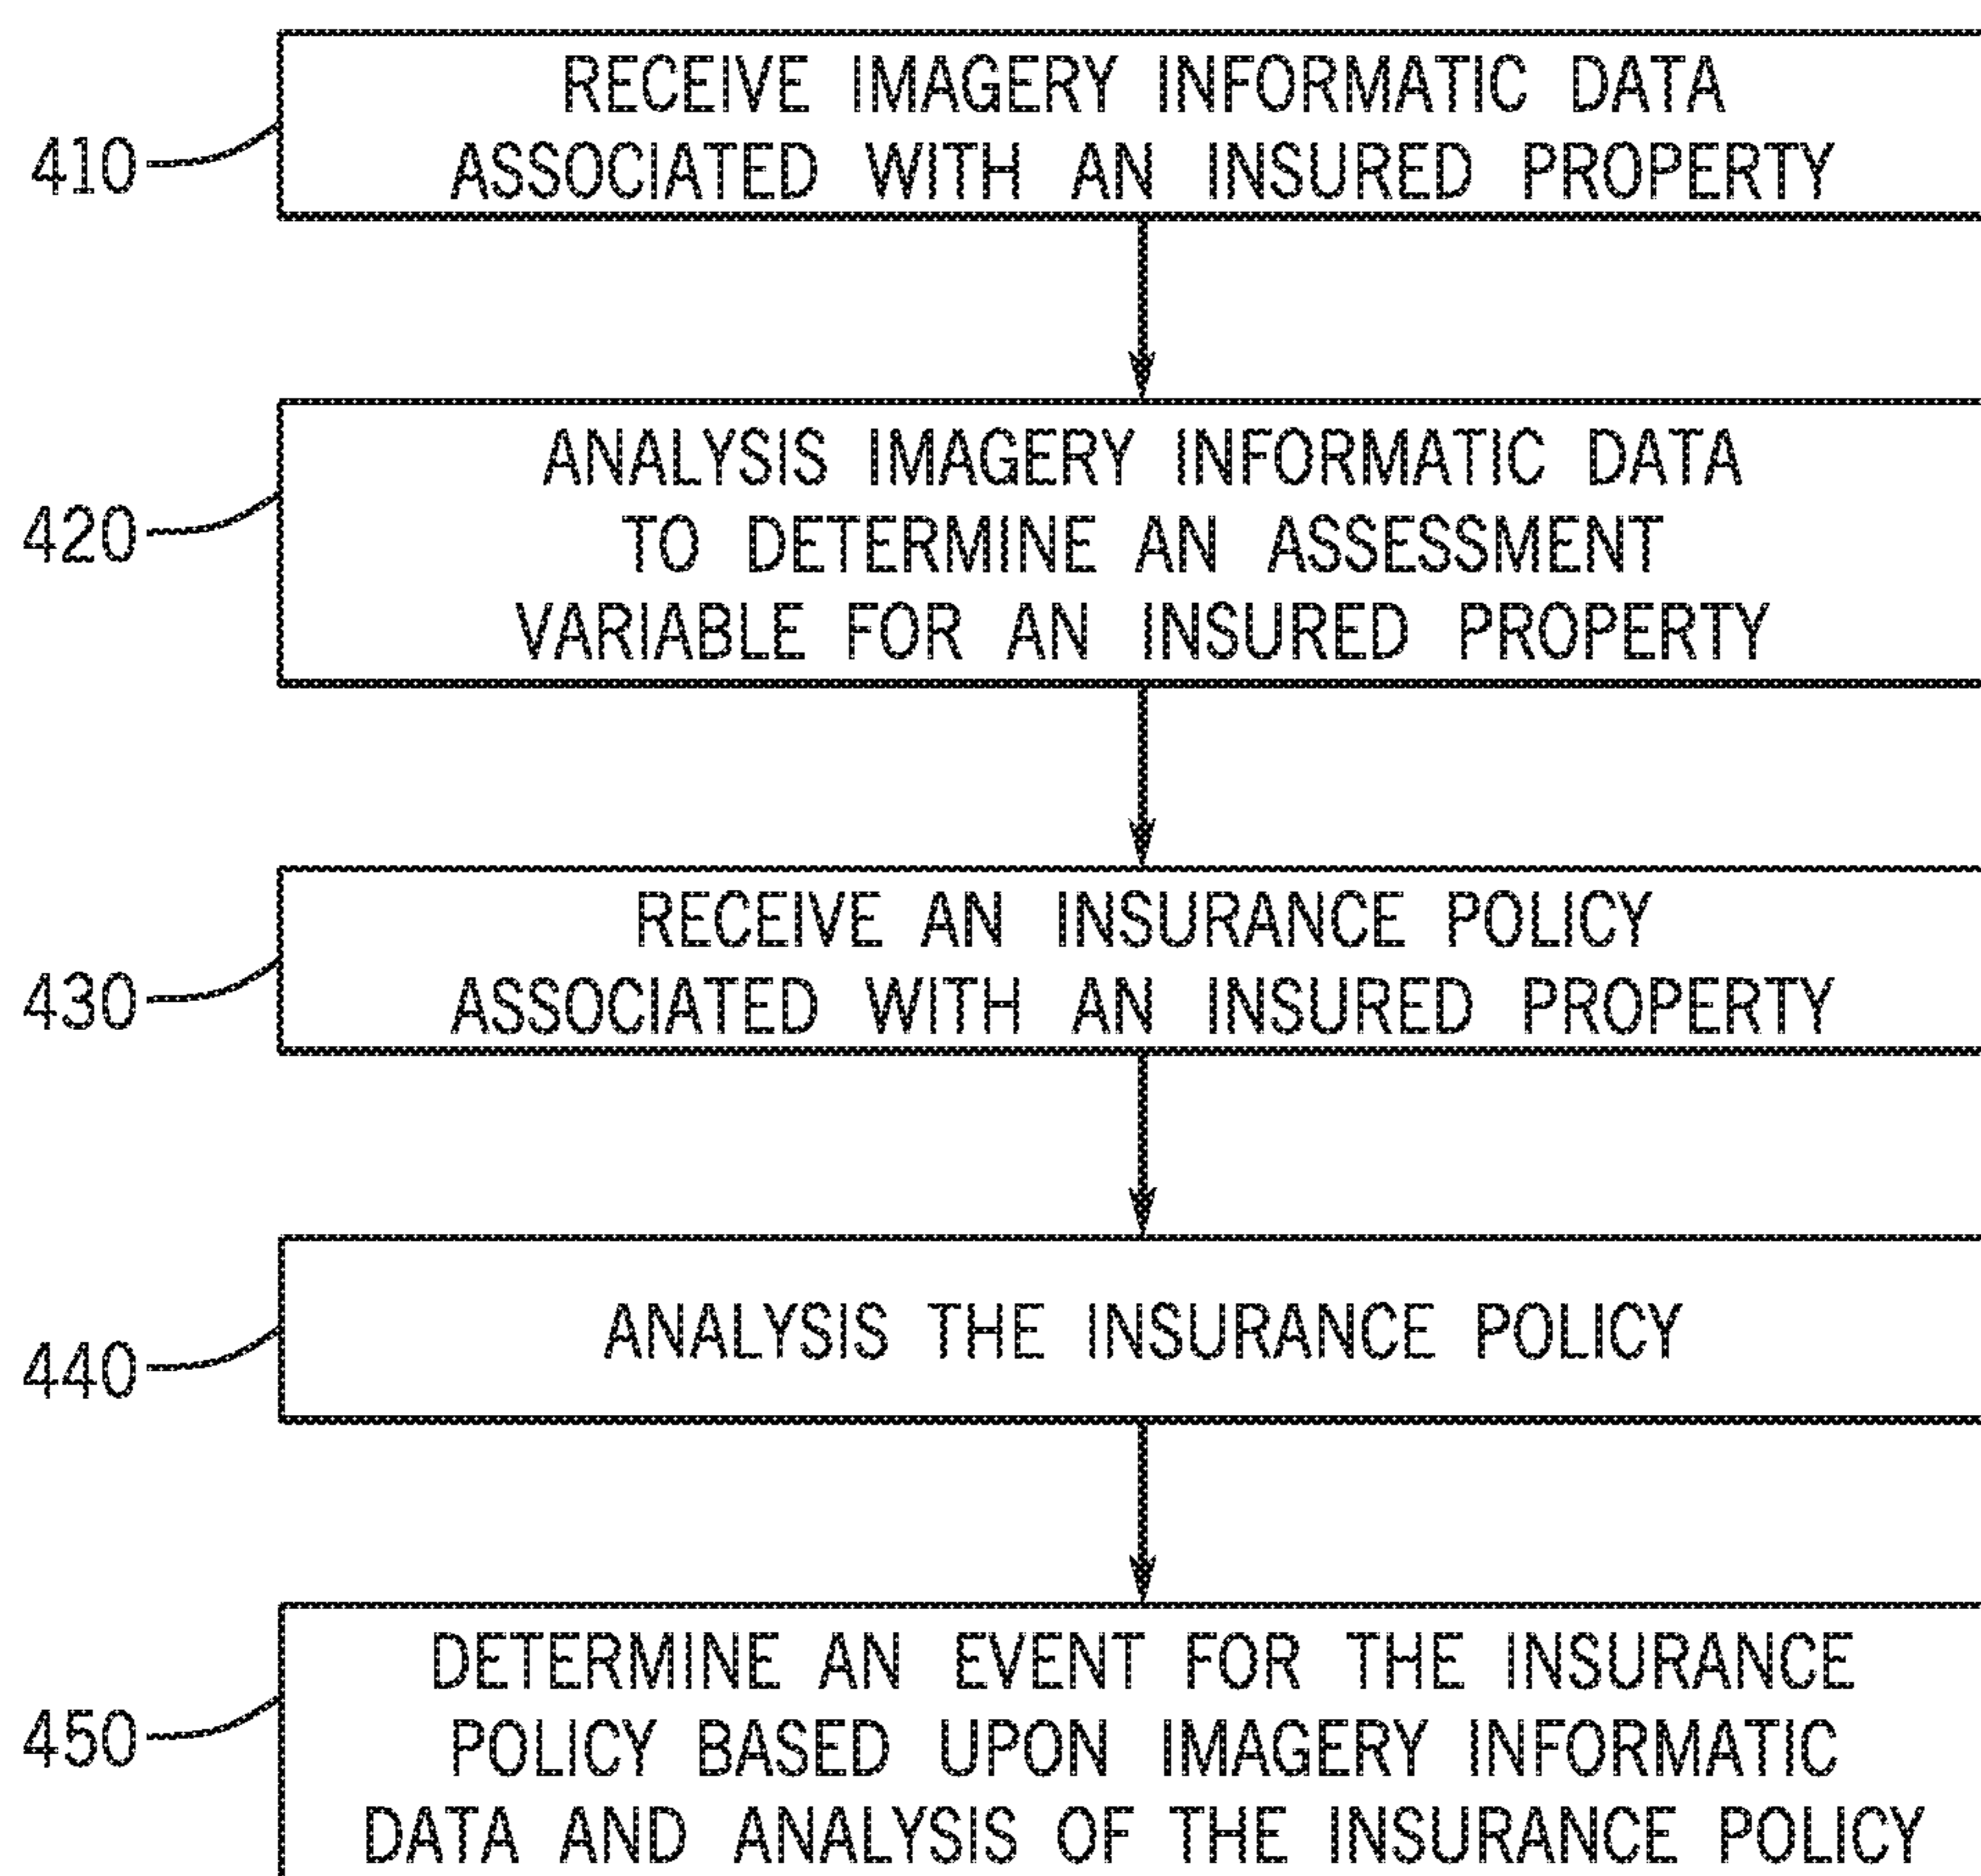 RECEIVE IMAGERY INFORMATIC DATA
410 ASSOCIATED WITH AN INSURED PROPERTY
ANALYSIS IMAGERY INFORMATIC DATA
420 TO DETERMINE AN ASSESSMENT
VARIABLE FOR AN INSURED PROPERTY
RECEIVE AN INSURANCE POLICY
430 ASSOCIATED WITH AN INSURED PROPERTY
440 ANALYSIS THE INSURANCE POLICY
DETERMINE AN EVENT FOR THE INSURANCE
450 POLICY BASED UPON IMAGERY INFORMATIC
DATA AND ANALYSIS OF THE INSURANCE POLICY